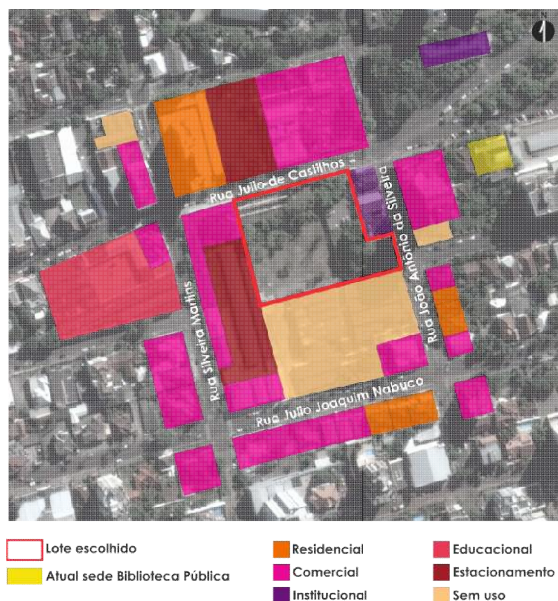 Rua Julio de Castilhos
Rua João Antônio da Silveira
Rua Silveira Martins
Rua Julio Joaquim Nabuco
Lote escolhido
Atual sede Biblioteca Pública
Residencial
Comercial
Institucional
Educacional
Estacionamento
Sem uso